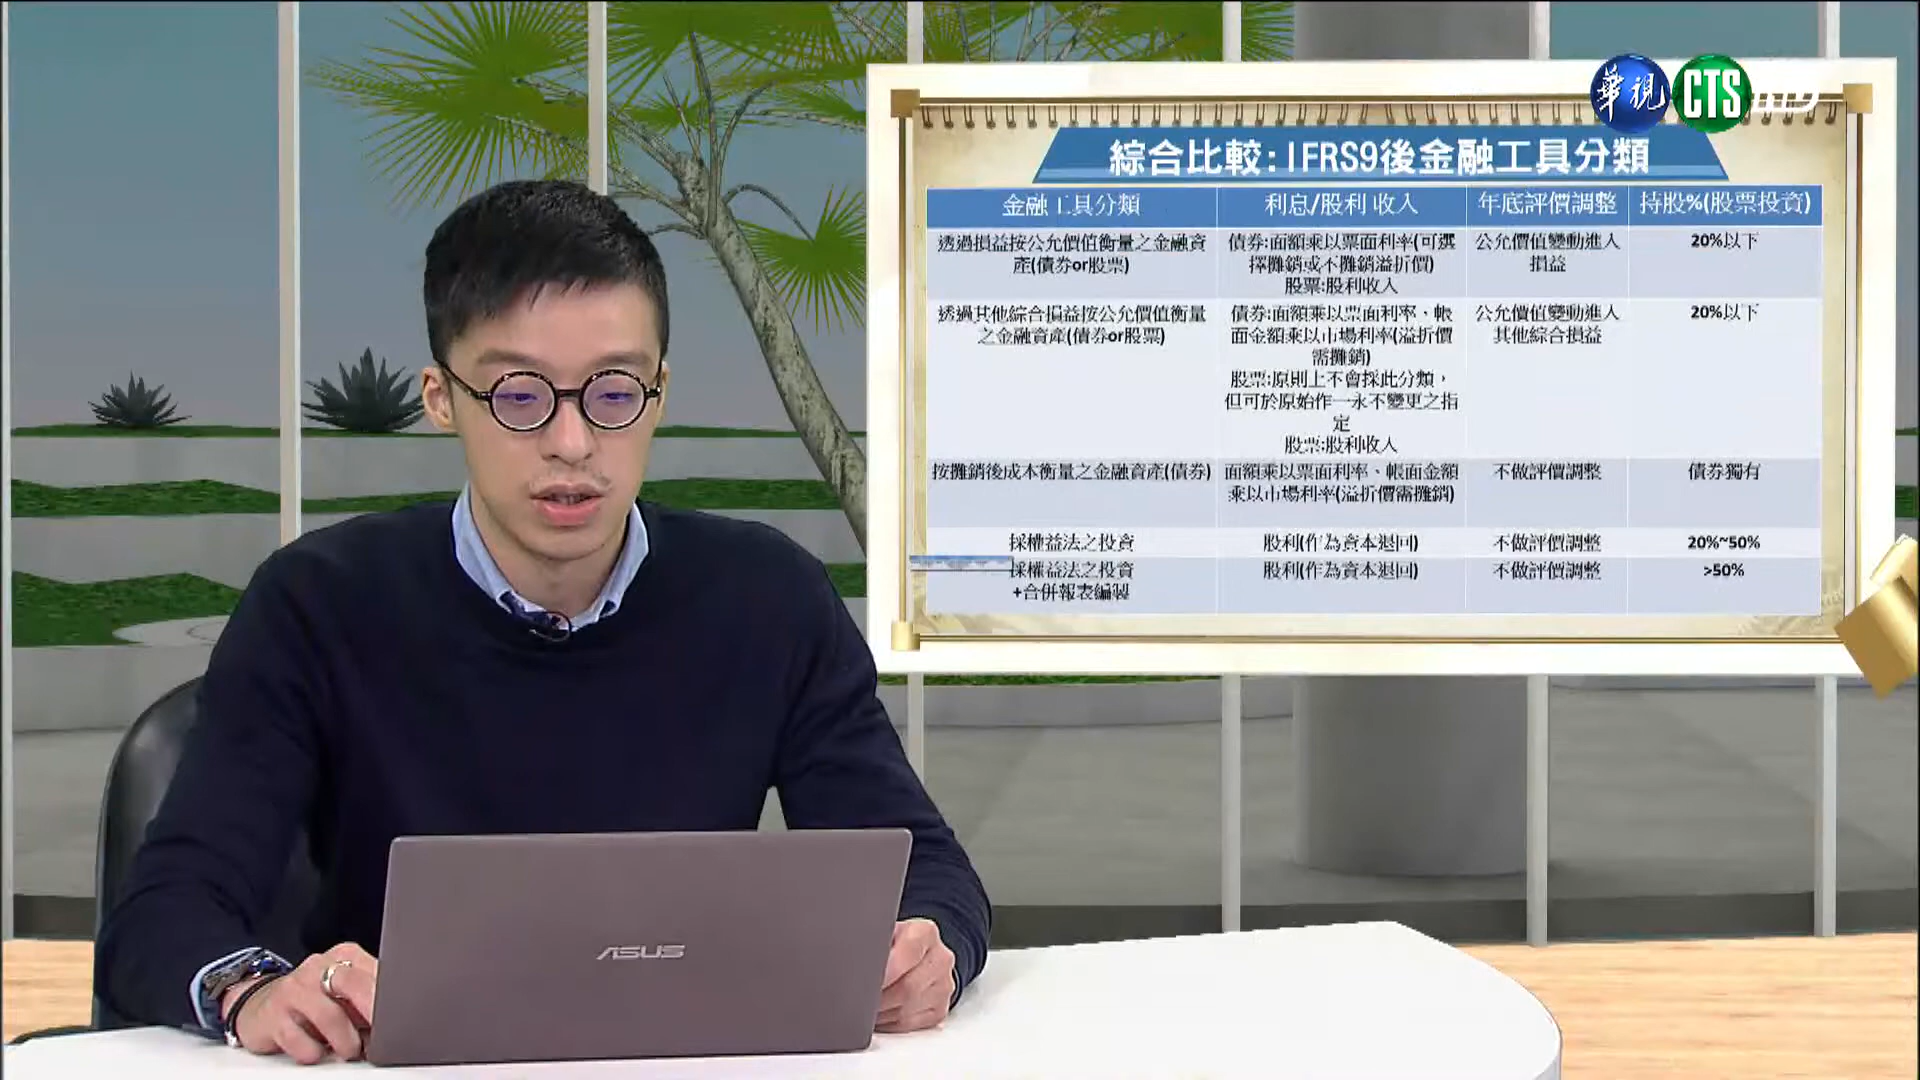 華視 CTS HD
綜合比較:IFRS9後金融工具分類
金融工具分類 利息/股利 收入 年底評價調整 持股%(股票投資)
透過損益按公允價值衡量之金融資
產(債券or股票)
債券:面額乘以票面利率(可選
擇攤銷或不攤銷溢折價)
股票:股利收入
公允價值變動進入
損益
20%以下
透過其他綜合損益按公允價值衡量
之金融資產(債券or股票)
債券:面額乘以票面利率、帳
面金額乘以市場利率(溢折價
需攤銷)
股票:原則上不會採此分類，
但可於原始作一永不變更之指
定
股票:股利收入
公允價值變動進入
其他綜合損益
20%以下
按攤銷後成本衡量之金融資產(債券)
面額乘以票面利率、帳面金額
乘以市場利率(溢折價需攤銷)
不做評價調整
債券獨有
採權益法之投資
股利(作為資本退回)
不做評價調整
20%~50%
採權益法之投資
+合併報表編製
股利(作為資本退回)
不做評價調整
>50%
ASUS